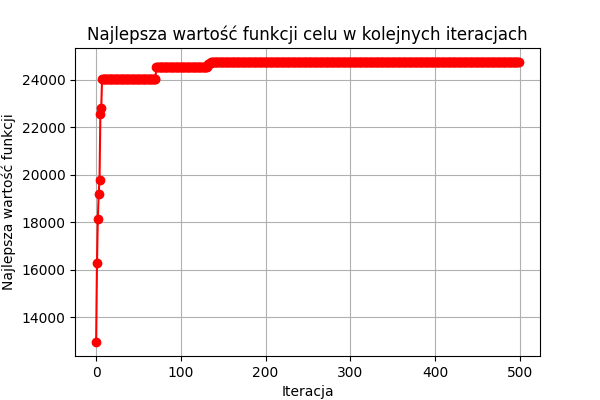 Najlepsza wartość funkcji celu w kolejnych iteracjach
Najlepsza wartość funkcji
24000
22000
20000
18000
16000
14000
0 100 200 300 400 500
Iteracja